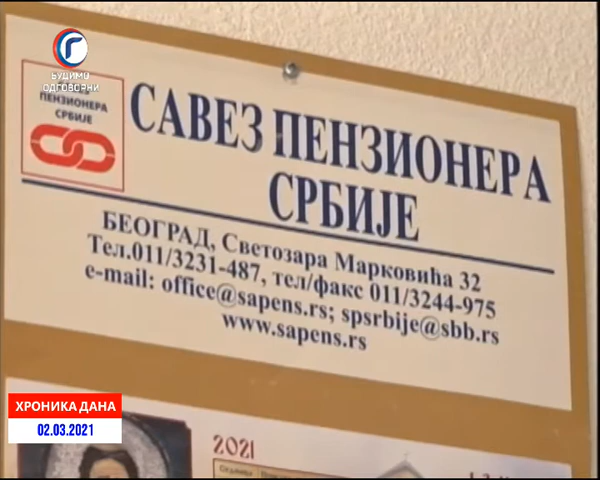 БУДИМО
ОДГОВОРНИ
ПЕНЗИОНЕРА
СРБИЈЕ
САВЕЗ ПЕНЗИОНЕРА
СРБИЈЕ
БЕОГРАД, Светозара Марковића 32
Тел.011/3231-487, тел/факс 011/3244-975
e-mail: office@sapens.rs; spsrbije@sbb.rs
www.sapens.rs
ХРОНИКА ДАНА
02.03.2021
2021